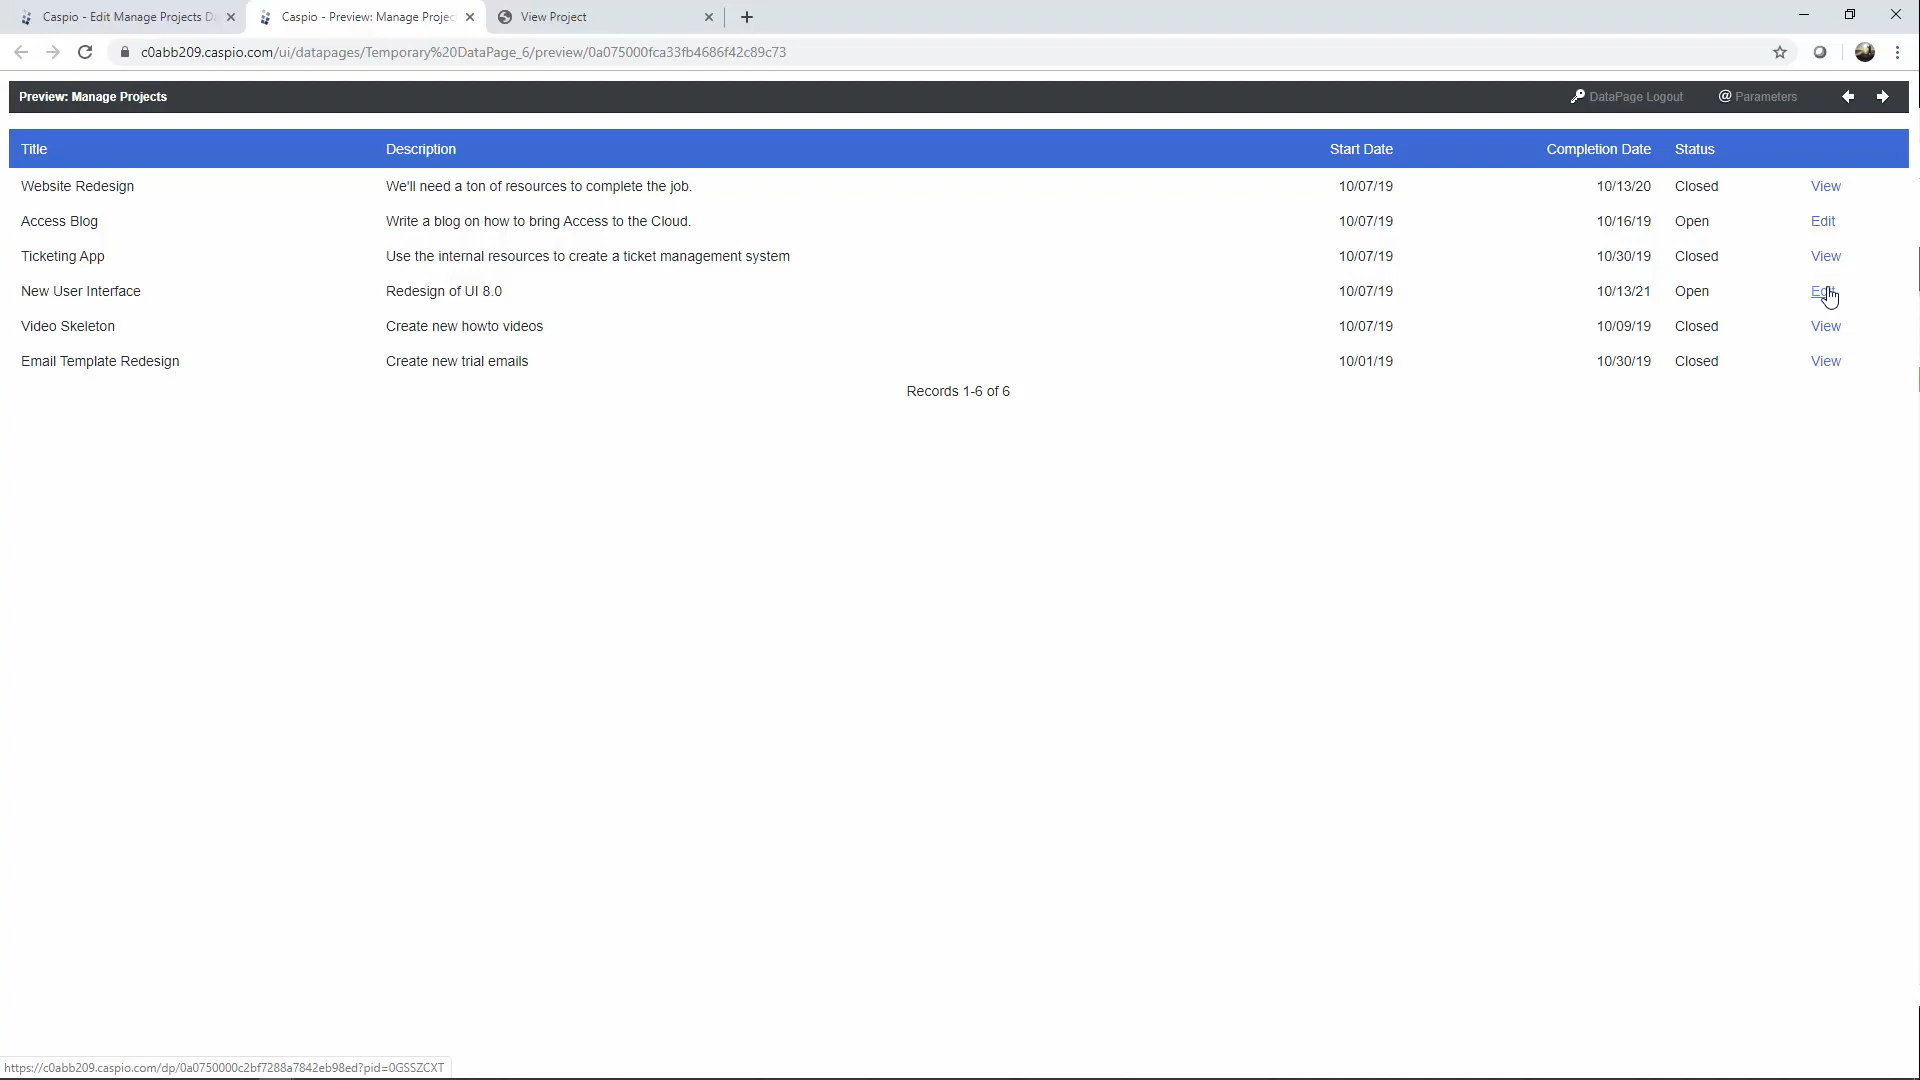 Caspio - Edit Manage Projects Da
Caspio - Preview: Manage Project
View Project
c0abb209.caspio.com/ui/datapages/Temporary%20DataPage_6/preview/0a075000fca33fb4686f42c89c73
Preview: Manage Projects
DataPage Logout
@ Parameters
Title Description Start Date Completion Date Status
Website Redesign We'll need a ton of resources to complete the job. 10/07/19 10/13/20 Closed View
Access Blog Write a blog on how to bring Access to the Cloud. 10/07/19 10/16/19 Open Edit
Ticketing App Use the internal resources to create a ticket management system 10/07/19 10/30/19 Closed View
New User Interface Redesign of UI 8.0 10/07/19 10/13/21 Open Edit
Video Skeleton Create new howto videos 10/07/19 10/09/19 Closed View
Email Template Redesign Create new trial emails 10/01/19 10/30/19 Closed View
Records 1-6 of 6
https://c0abb209.caspio.com/dp/0a0750000c2bf7288a7842eb98ed?pid=0GSSZCXT